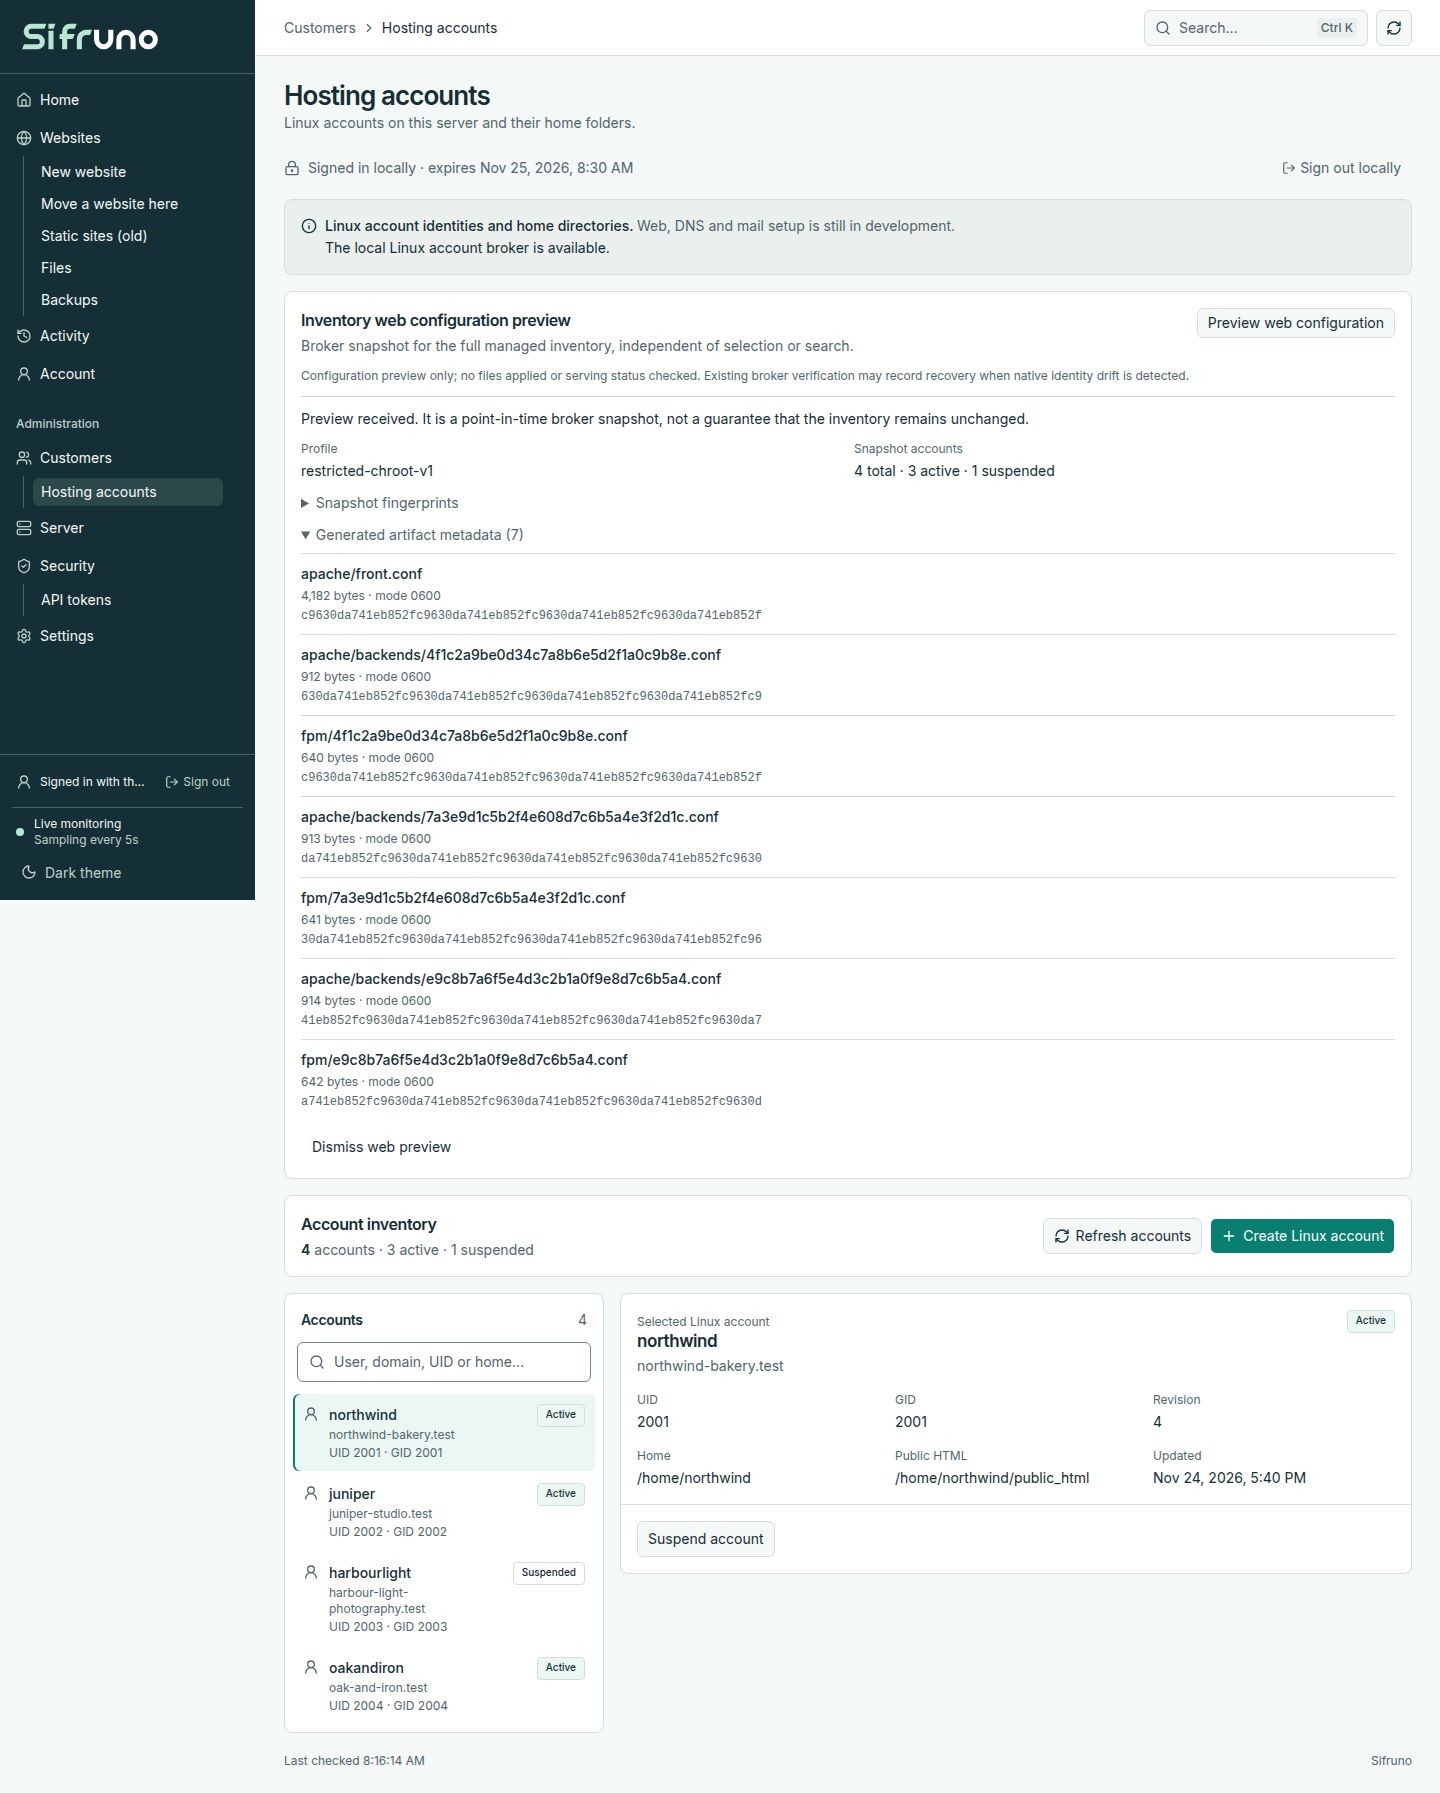 Sifruno
Home
Websites
New website
Move a website here
Static sites (old)
Files
Backups
Activity
Account
Administration
Customers
Hosting accounts
Server
Security
API tokens
Settings
Signed in with th...
Sign out
Live monitoring
Sampling every 5s
Dark theme
Customers > Hosting accounts
Search...
Ctrl K
Hosting accounts
Linux accounts on this server and their home folders.
Signed in locally · expires Nov 25, 2026, 8:30 AM
Sign out locally
Linux account identities and home directories. Web, DNS and mail setup is still in development.
The local Linux account broker is available.
Inventory web configuration preview
Preview web configuration
Broker snapshot for the full managed inventory, independent of selection or search.
Configuration preview only; no files applied or serving status checked. Existing broker verification may record recovery when native identity drift is detected.
Preview received. It is a point-in-time broker snapshot, not a guarantee that the inventory remains unchanged.
Profile
restricted-chroot-v1
Snapshot accounts
4 total · 3 active · 1 suspended
Snapshot fingerprints
Generated artifact metadata (7)
apache/front.conf
4,182 bytes · mode 0600
c9630da741eb852fc9630da741eb852fc9630da741eb852fc9630da741eb852f
apache/backends/4f1c2a9be0d34c7a8b6e5d2f1a0c9b8e.conf
912 bytes · mode 0600
630da741eb852fc9630da741eb852fc9630da741eb852fc9630da741eb852fc9
fpm/4f1c2a9be0d34c7a8b6e5d2f1a0c9b8e.conf
640 bytes · mode 0600
c9630da741eb852fc9630da741eb852fc9630da741eb852fc9630da741eb852f
apache/backends/7a3e9d1c5b2f4e608d7c6b5a4e3f2d1c.conf
913 bytes · mode 0600
da741eb852fc9630da741eb852fc9630da741eb852fc9630da741eb852fc9630
fpm/7a3e9d1c5b2f4e608d7c6b5a4e3f2d1c.conf
641 bytes · mode 0600
30da741eb852fc9630da741eb852fc9630da741eb852fc9630da741eb852fc96
apache/backends/e9c8b7a6f5e4d3c2b1a0f9e8d7c6b5a4.conf
914 bytes · mode 0600
41eb852fc9630da741eb852fc9630da741eb852fc9630da741eb852fc9630da7
fpm/e9c8b7a6f5e4d3c2b1a0f9e8d7c6b5a4.conf
642 bytes · mode 0600
a741eb852fc9630da741eb852fc9630da741eb852fc9630da741eb852fc9630d
Dismiss web preview
Account inventory
4 accounts · 3 active · 1 suspended
Refresh accounts
Create Linux account
Accounts
4
User, domain, UID or home...
northwind
Active
northwind-bakery.test
UID 2001 · GID 2001
juniper
Active
juniper-studio.test
UID 2002 · GID 2002
harbourlight
Suspended
harbour-light-
photography.test
UID 2003 · GID 2003
oakandiron
Active
oak-and-iron.test
UID 2004 · GID 2004
Selected Linux account
Active
northwind
northwind-bakery.test
UID
2001
GID
2001
Revision
4
Home
/home/northwind
Public HTML
/home/northwind/public_html
Updated
Nov 24, 2026, 5:40 PM
Suspend account
Last checked 8:16:14 AM
Sifruno